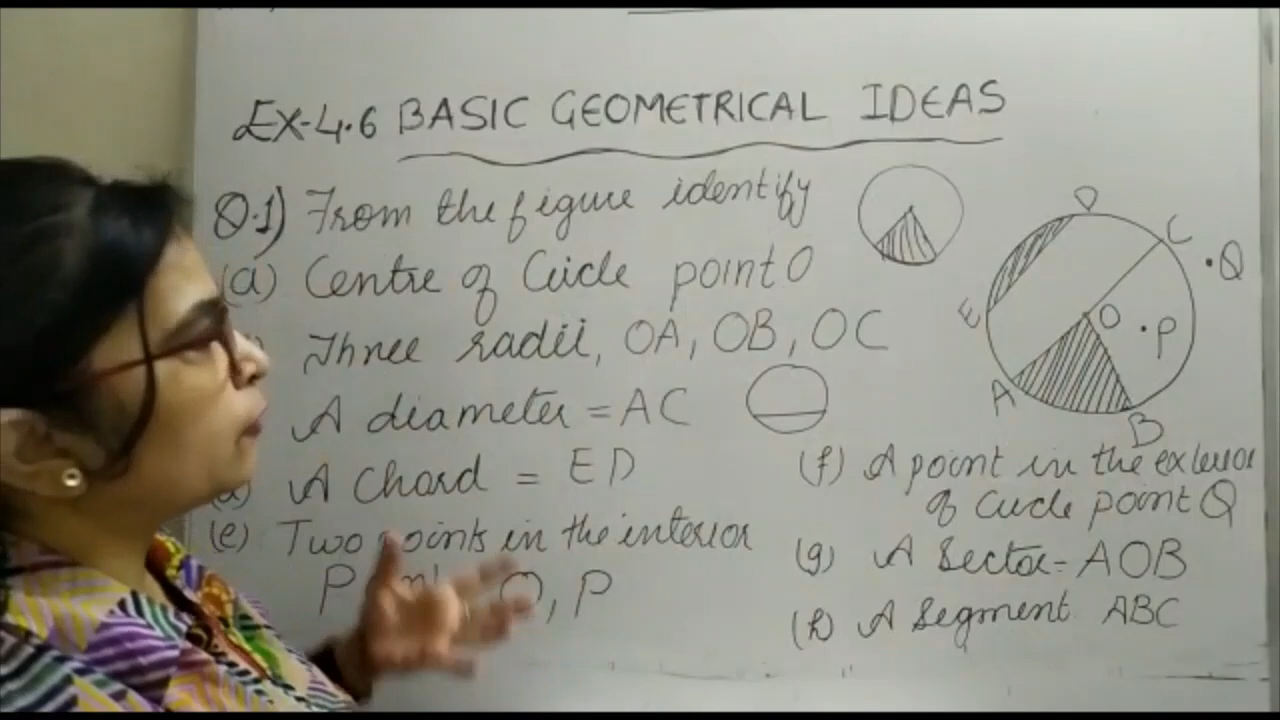 EX-4.6 BASIC GEOMETRICAL IDEAS
Q.1) From the figure identify
(a) Centre of Circle point O
Three radii, OA, OB, OC
A diameter = AC
A Chord = ED
(e) Two points in the interior
O, P
D
C
.Q
E
O
.P
A
B
(f) A point in the exterior
of Circle point Q
(g) A Sector- AOB
(h) A Segment ABC